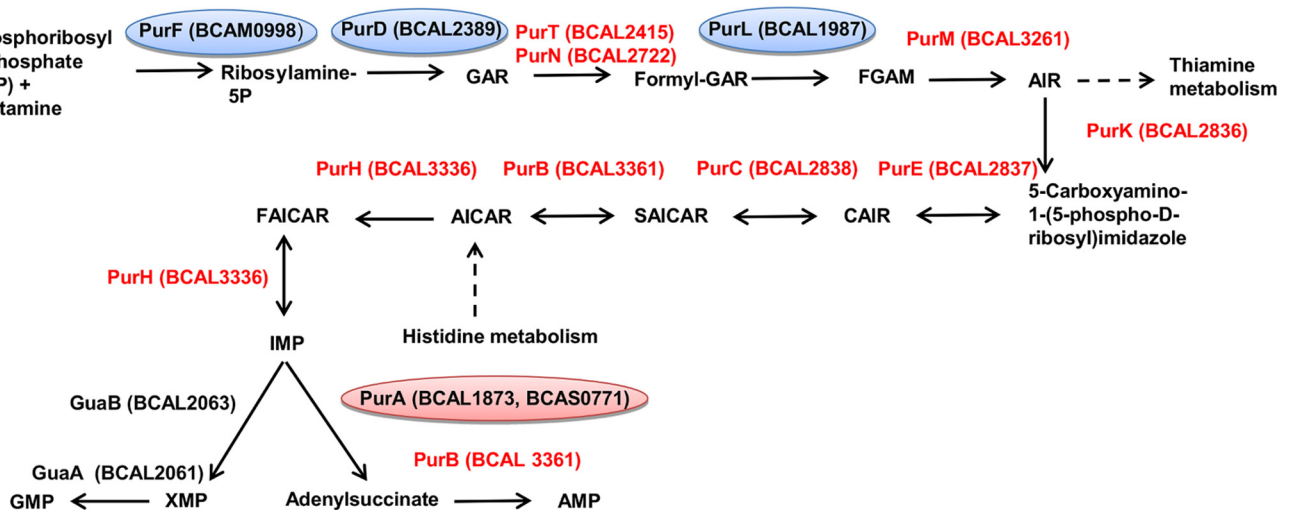 PurF (BCAM0998)
PurD (BCAL2389)
PurT (BCAL2415)
PurN (BCAL2722)
PurL (BCAL1987)
PurM (BCAL3261)
osphoribosyl
phosphate
P) +
tamine
Ribosylamine-
5P
GAR
Formyl-GAR
FGAM
AIR
Thiamine
metabolism
PurK (BCAL2836)
PurH (BCAL3336)
PurB (BCAL3361)
PurC (BCAL2838)
PurE (BCAL2837)
FAICAR
AICAR
SAICAR
CAIR
5-Carboxyamino-
1-(5-phospho-D-
ribosyl)imidazole
PurH (BCAL3336)
Histidine metabolism
IMP
GuaB (BCAL2063)
PurA (BCAL1873, BCAS0771)
GuaA (BCAL2061)
PurB (BCAL 3361)
GMP
XMP
Adenylsuccinate
AMP